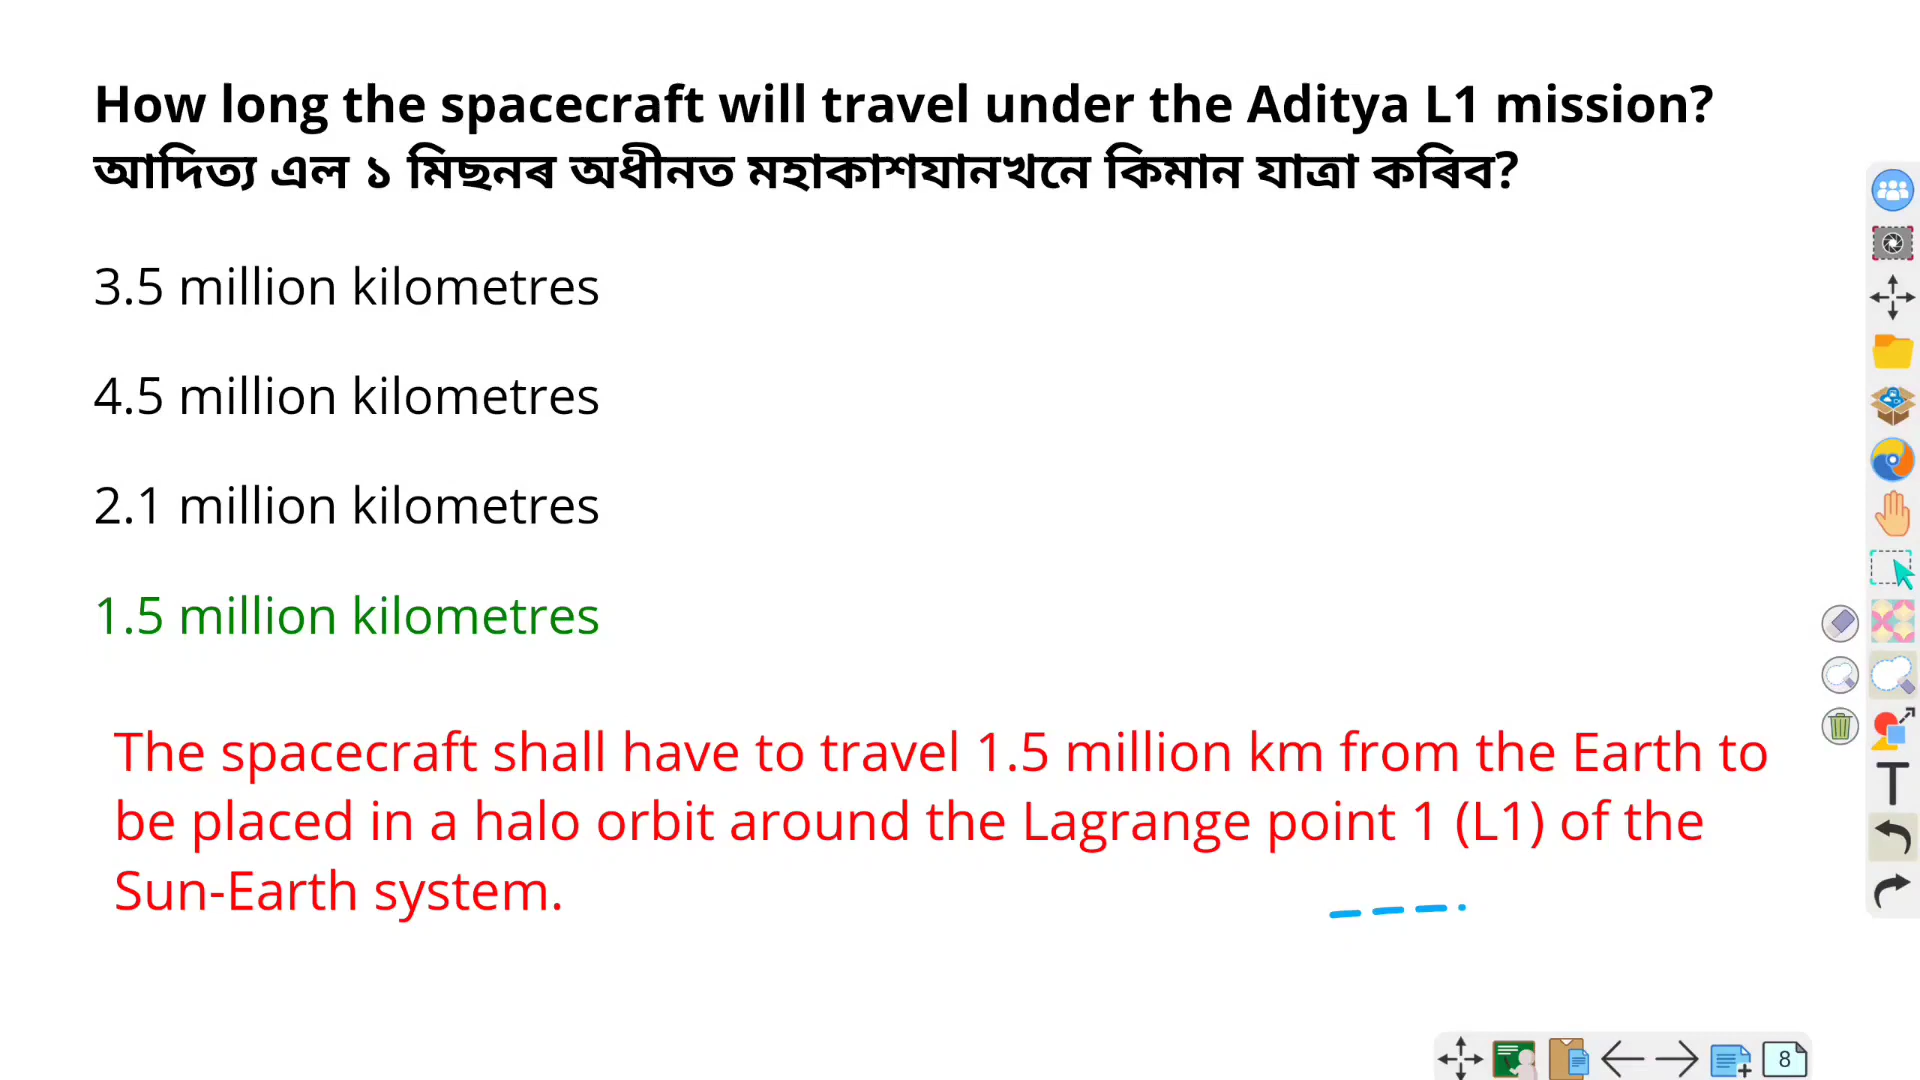 How long the spacecraft will travel under the Aditya L1 mission?
আদিত্য এল ১ মিছনৰ অধীনত মহাকাশযানখনে কিমান যাত্ৰা কৰিব?
3.5 million kilometres
4.5 million kilometres
2.1 million kilometres
1.5 million kilometres
The spacecraft shall have to travel 1.5 million km from the Earth to
be placed in a halo orbit around the Lagrange point 1 (L1) of the
Sun-Earth system.
T
8